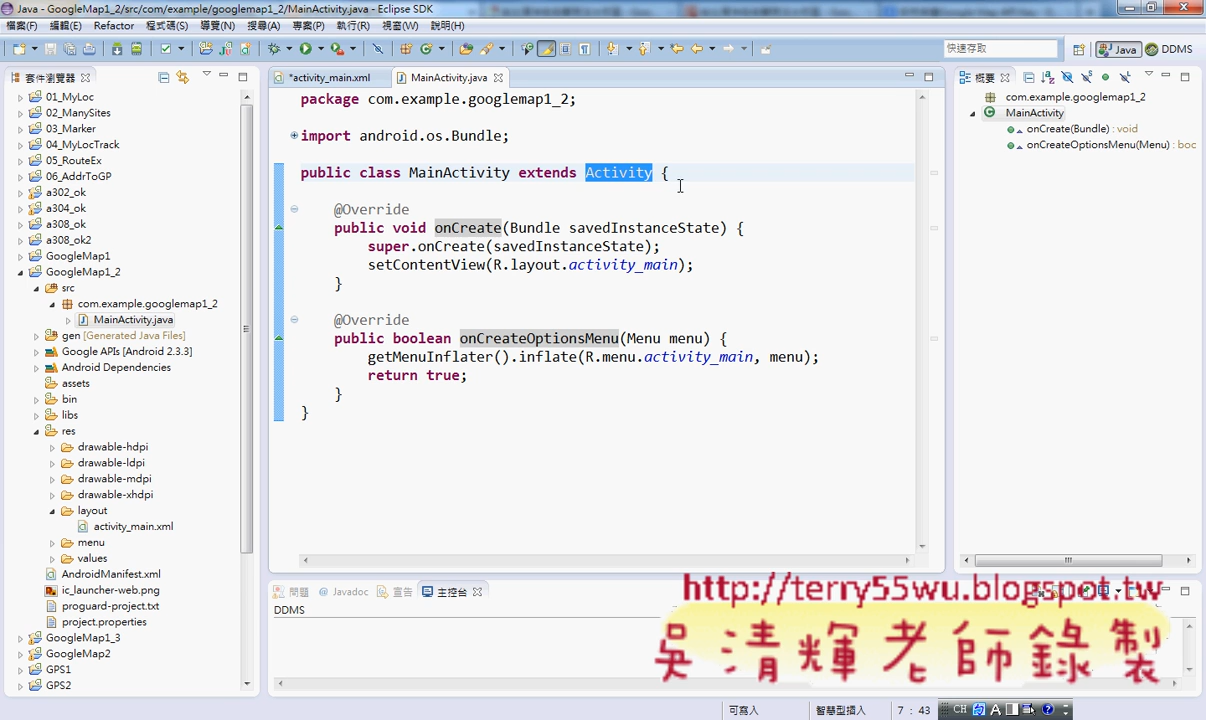 Java - GoogleMap1_2/src/com/example/googlemap1_2/MainActivity.java - Eclipse SDK
檔案(F) 編輯(E) Refactor 程式碼(S) 導覽(N) 搜尋(A) 專案(P) 執行(R) 視窗(W) 說明(H)
快速存取 Java DDMS
套件瀏覽器
01_MyLoc
02_ManySites
03_Marker
04_MyLocTrack
05_RouteEx
06_AddrToGP
a302_ok
a304_ok
a308_ok
a308_ok2
GoogleMap1
GoogleMap1_2
src
com.example.googlemap1_2
MainActivity.java
gen [Generated Java Files]
Google APIs [Android 2.3.3]
Android Dependencies
assets
bin
libs
res
drawable-hdpi
drawable-ldpi
drawable-mdpi
drawable-xhdpi
layout
activity_main.xml
menu
values
AndroidManifest.xml
ic_launcher-web.png
proguard-project.txt
project.properties
GoogleMap1_3
GoogleMap2
GPS1
GPS2
*activity_main.xml MainActivity.java
package com.example.googlemap1_2;
import android.os.Bundle;
public class MainActivity extends Activity {
@Override
public void onCreate(Bundle savedInstanceState) {
super.onCreate(savedInstanceState);
setContentView(R.layout.activity_main);
}
@Override
public boolean onCreateOptionsMenu(Menu menu) {
getMenuInflater().inflate(R.menu.activity_main, menu);
return true;
}
}
概要
com.example.googlemap1_2
MainActivity
onCreate(Bundle) : void
onCreateOptionsMenu(Menu) : boo
問題 @ Javadoc 宣告 主控台
DDMS
http://terry55wu.blogspot.tw
吳清輝老師錄製
可寫入 智慧型插入 7 : 43 CH A